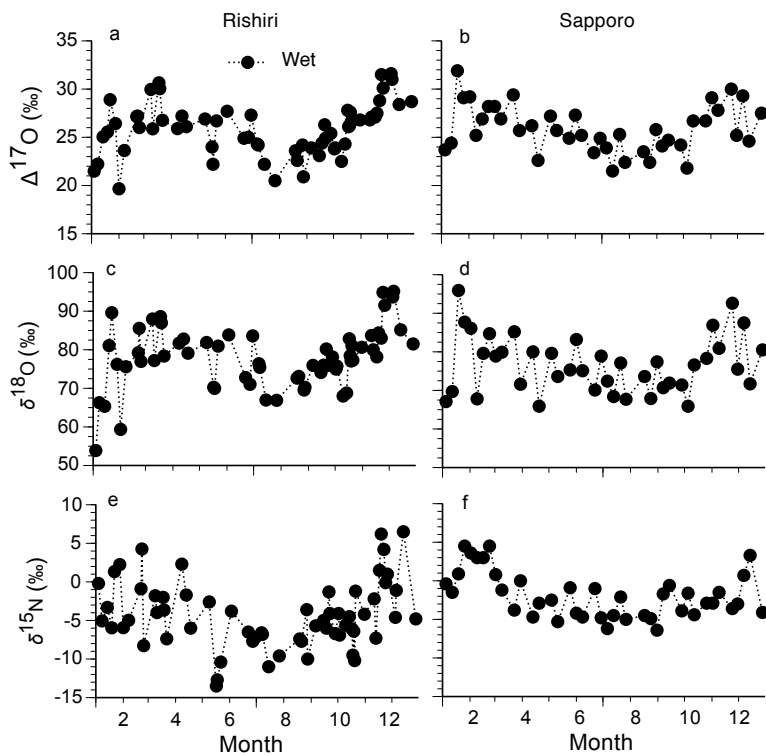 Rishiri Sapporo
a b
Wet
Δ17O (‰)
35
30
25
20
15
c d
δ18O (‰)
100
90
80
70
60
50
e f
δ15N (‰)
10
5
0
-5
-10
-15
2 4 6 8 10 12 2 4 6 8 10 12
Month Month